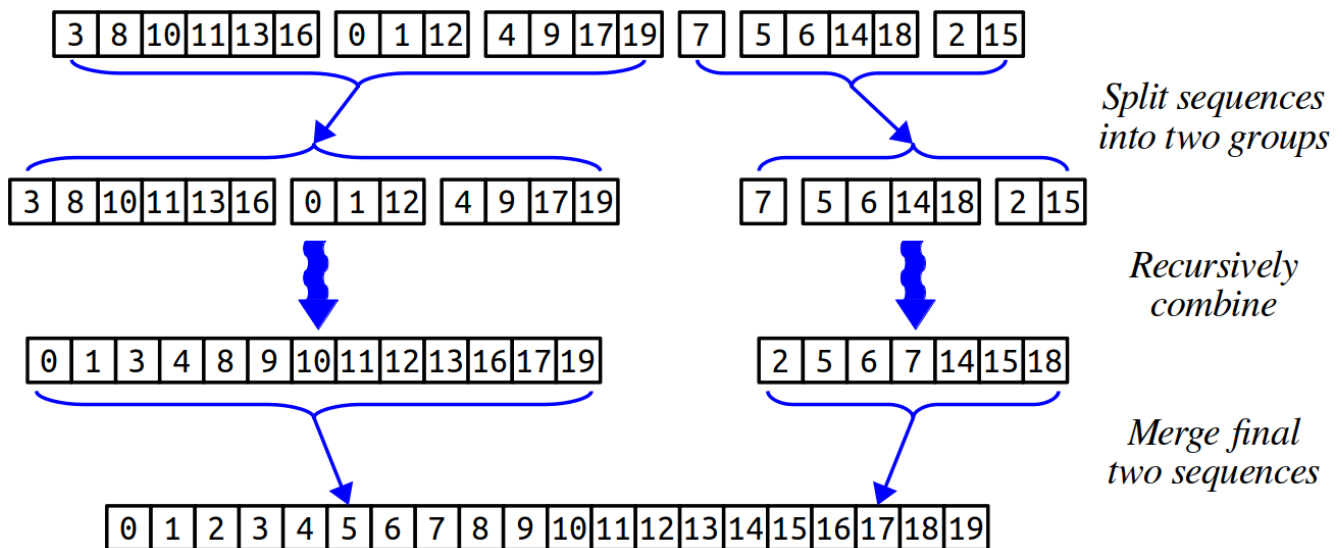 3 8 10 11 13 16 0 1 12 4 9 17 19 7 5 6 14 18 2 15
Split sequences
into two groups
3 8 10 11 13 16 0 1 12 4 9 17 19 7 5 6 14 18 2 15
Recursively
combine
0 1 3 4 8 9 10 11 12 13 16 17 19 2 5 6 7 14 15 18
Merge final
two sequences
0 1 2 3 4 5 6 7 8 9 10 11 12 13 14 15 16 17 18 19